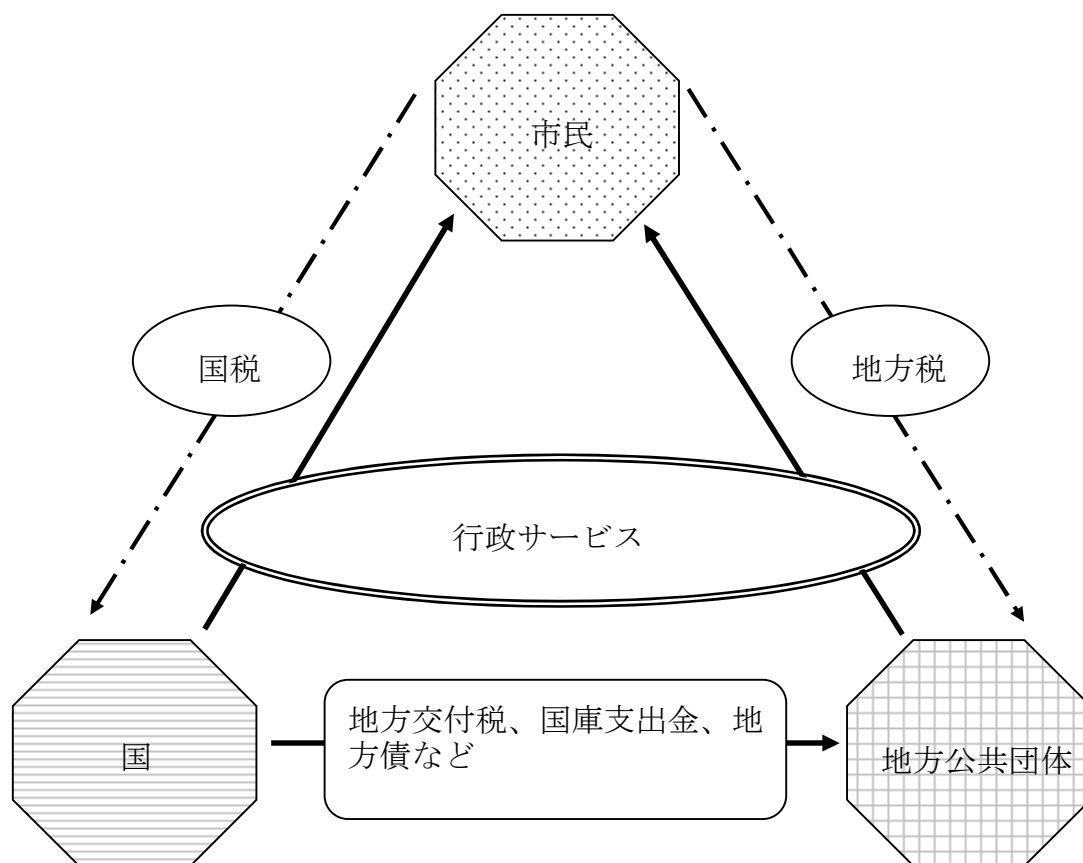 市民
国税
地方税
行政サービス
地方交付税、国庫支出金、地
方債など
国
地方公共団体